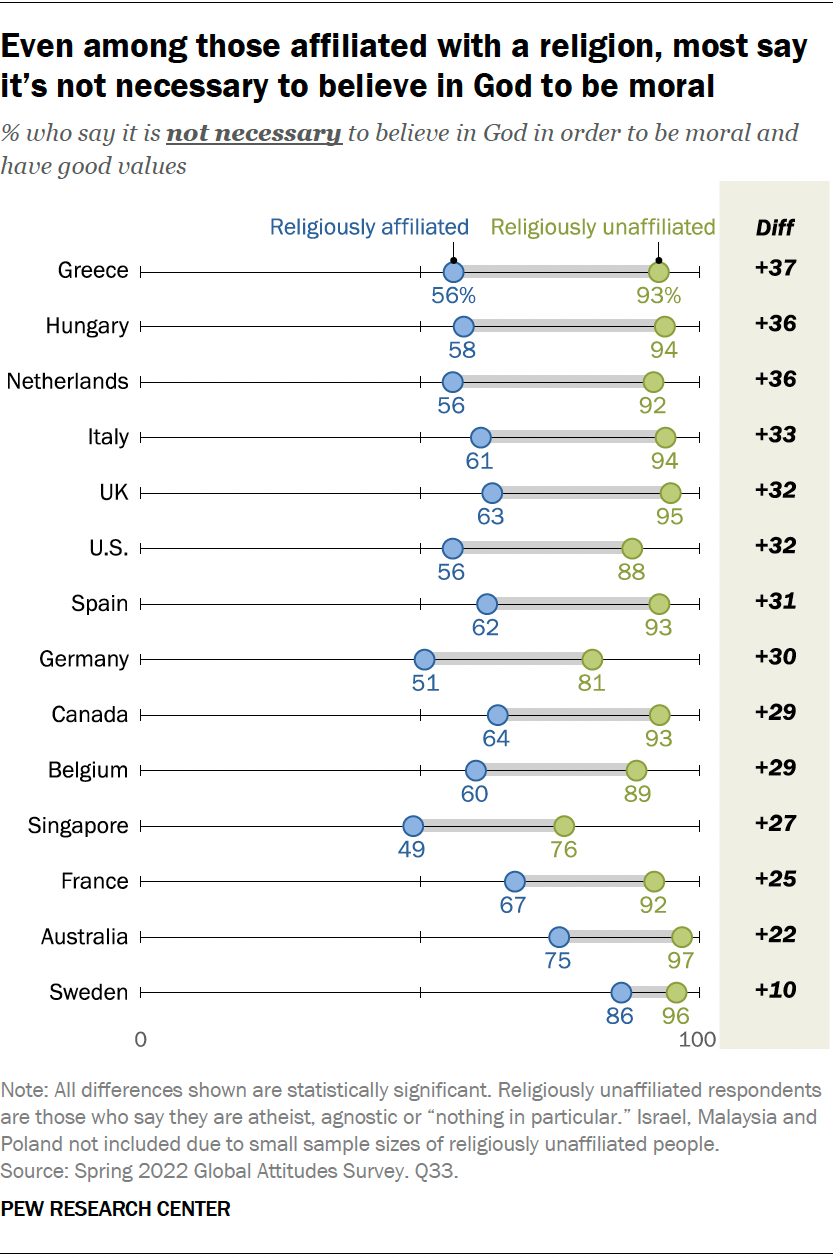 Even among those affiliated with a religion, most say
it’s not necessary to believe in God to be moral
% who say it is not necessary to believe in God in order to be moral and
have good values
Religiously affiliated Religiously unaffiliated Diff
Greece 56% 93% +37
Hungary 58 94 +36
Netherlands 56 92 +36
Italy 61 94 +33
UK 63 95 +32
U.S. 56 88 +32
Spain 62 93 +31
Germany 51 81 +30
Canada 64 93 +29
Belgium 60 89 +29
Singapore 49 76 +27
France 67 92 +25
Australia 75 97 +22
Sweden 86 96 +10
0 100
Note: All differences shown are statistically significant. Religiously unaffiliated respondents
are those who say they are atheist, agnostic or “nothing in particular.” Israel, Malaysia and
Poland not included due to small sample sizes of religiously unaffiliated people.
Source: Spring 2022 Global Attitudes Survey. Q33.
PEW RESEARCH CENTER